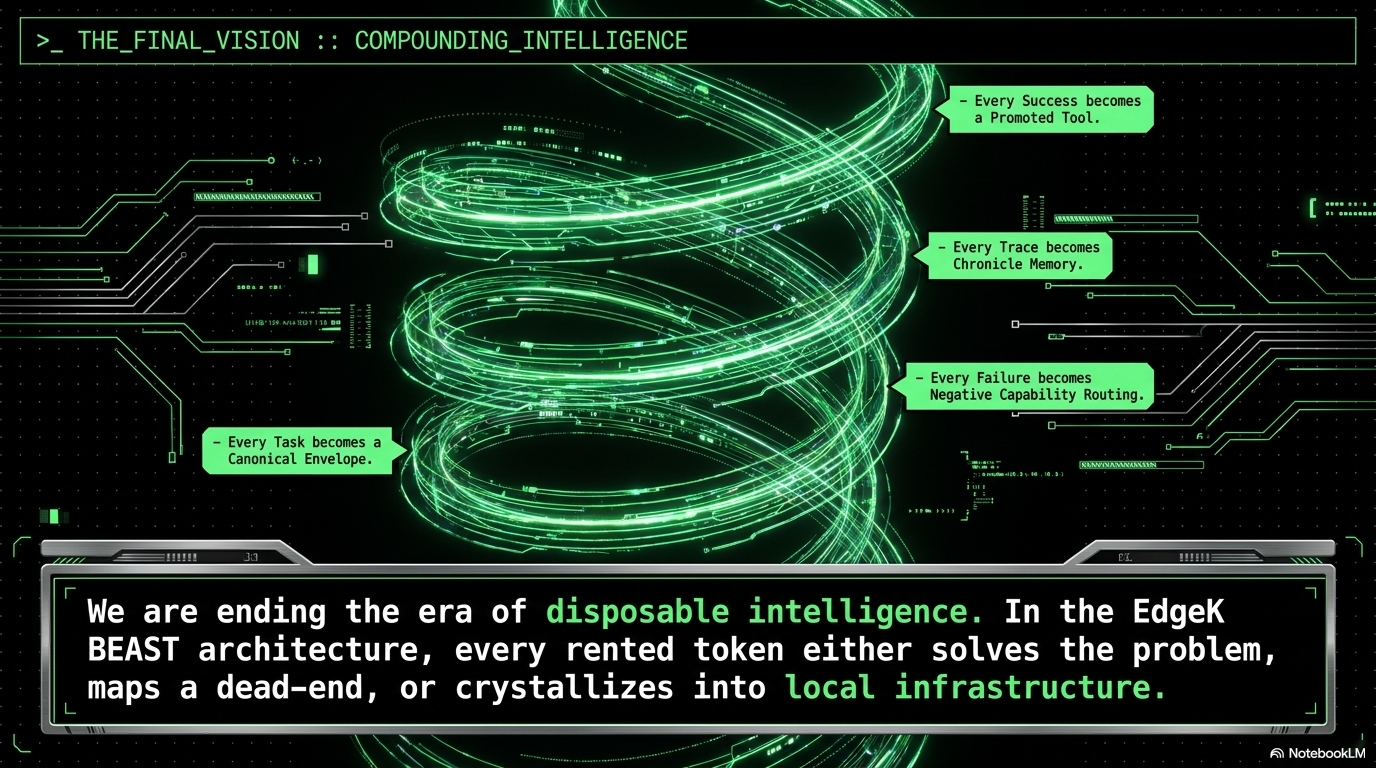 >_ THE_FINAL_VISION :: COMPOUNDING_INTELLIGENCE
– Every Success becomes
a Promoted Tool.
– Every Trace becomes
Chronicle Memory.
– Every Failure becomes
Negative Capability Routing.
– Every Task becomes a
Canonical Envelope.
We are ending the era of disposable intelligence. In the EdgeK
BEAST architecture, every rented token either solves the problem,
maps a dead-end, or crystallizes into local infrastructure.
NotebookLM